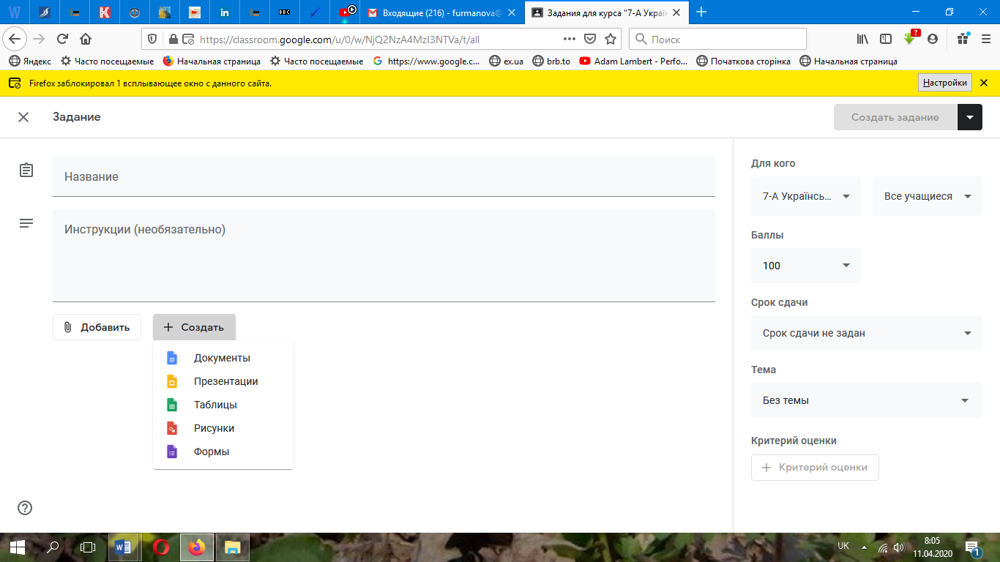 W
K
in
BBC
Входящие (216) - furmanova@
Задания для курса "7-А Україн
https://classroom.google.com/u/0/w/NjQ2NzA4MzI3NTVa/t/all
Поиск
?
Яндекс
Часто посещаемые
Начальная страница
Часто посещаемые
G https://www.google.c...
ex.ua
brb.to
Adam Lambert - Perfo...
Початкова сторінка
Начальная страница
Firefox заблокировал 1 всплывающее окно с данного сайта.
Настройки
Задание
Создать задание
Название
Инструкции (необязательно)
Добавить
Создать
Документы
Презентации
Таблицы
Рисунки
Формы
Для кого
7-А Українсь...
Все учащиеся
Баллы
100
Срок сдачи
Срок сдачи не задан
Тема
Без темы
Критерий оценки
Критерий оценки
?
W
UK
8:05
11.04.2020
1